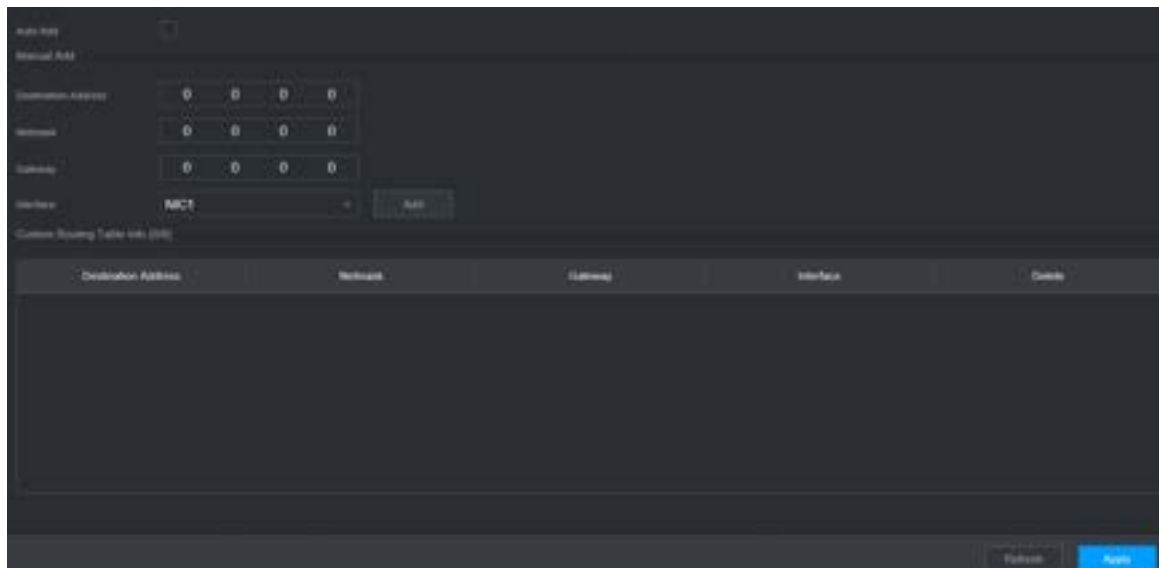 Auto Add
Manual Add
Destination Address 0 0 0 0
Netmask 0 0 0 0
Gateway 0 0 0 0
Interface NIC1 Add
Custom Routing Table Info
Destination Address Netmask Gateway Interface Delete
Refresh Apply